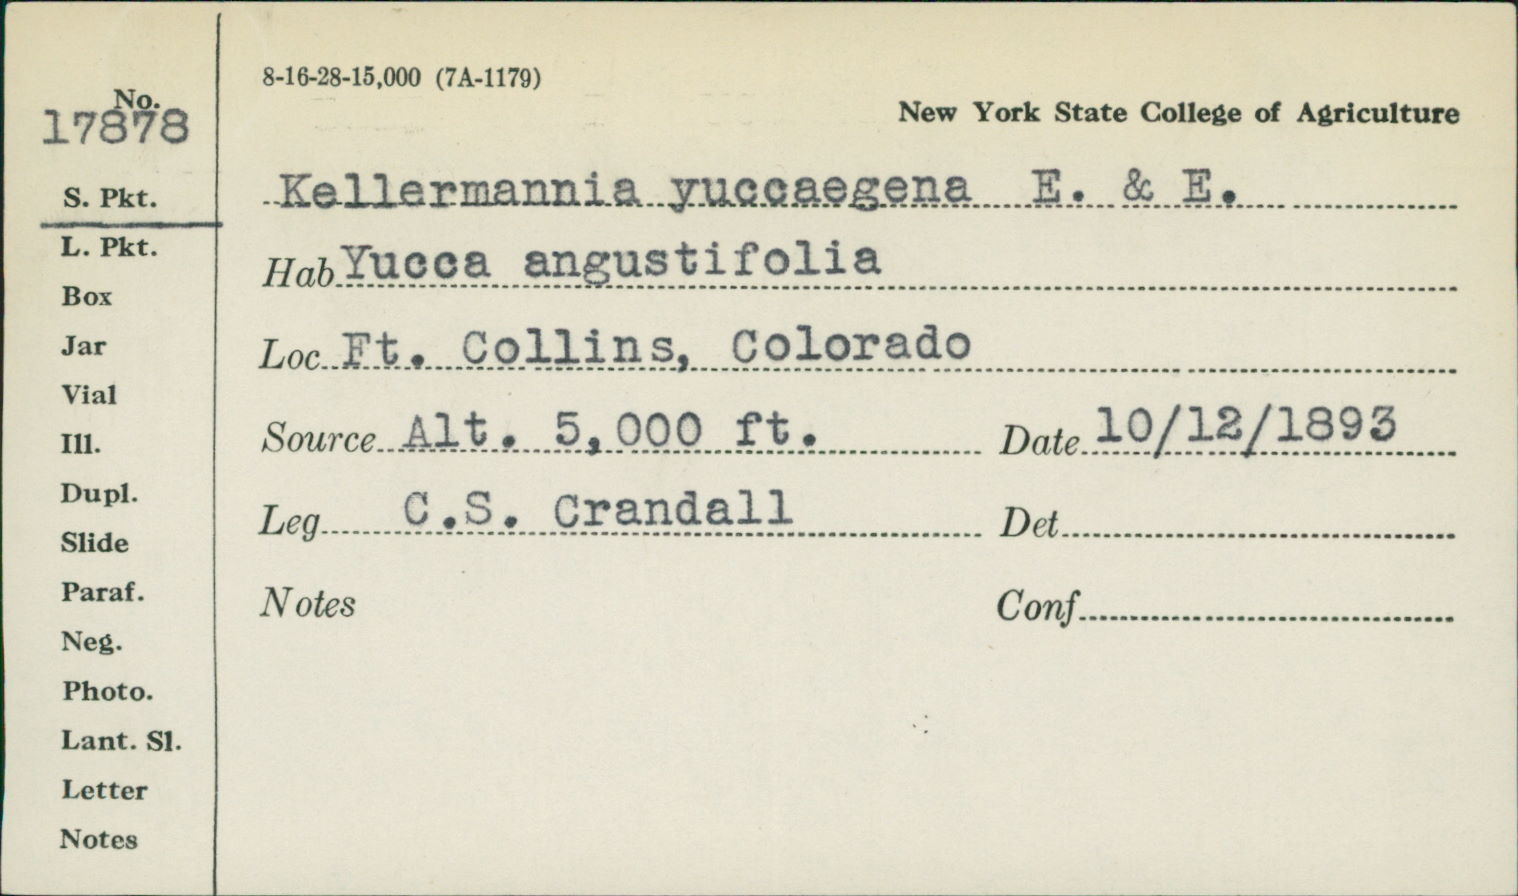 8-16-28-15,000 (7A-1179)
New York State College of Agriculture
No.
17878
S. Pkt.
L. Pkt.
Box
Jar
Vial
Ill.
Dupl.
Slide
Paraf.
Neg.
Photo.
Lant. Sl.
Letter
Notes
Kellermannia yuccaegena E. & E.
Hab Yucca angustifolia
Loc Ft. Collins, Colorado
Source Alt. 5,000 ft. Date 10/12/1893
Leg C.S. Crandall Det
Notes Conf